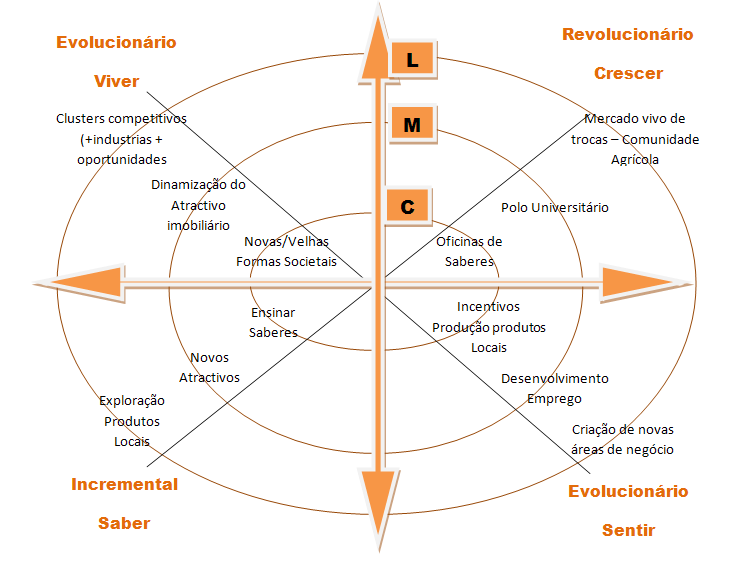 Evolucionário
Viver
Revolucionário
Crescer
L
M
C
Clusters competitivos
(+industrias +
oportunidades
Dinamização do
Atractivo
imobiliário
Novas/Velhas
Formas Societais
Mercado vivo de
trocas – Comunidade
Agrícola
Polo Universitário
Oficinas de
Saberes
Ensinar
Saberes
Novos
Atractivos
Exploração
Produtos
Locais
Incentivos
Produção produtos
Locais
Desenvolvimento
Emprego
Criação de novas
áreas de negócio
Incremental
Saber
Evolucionário
Sentir